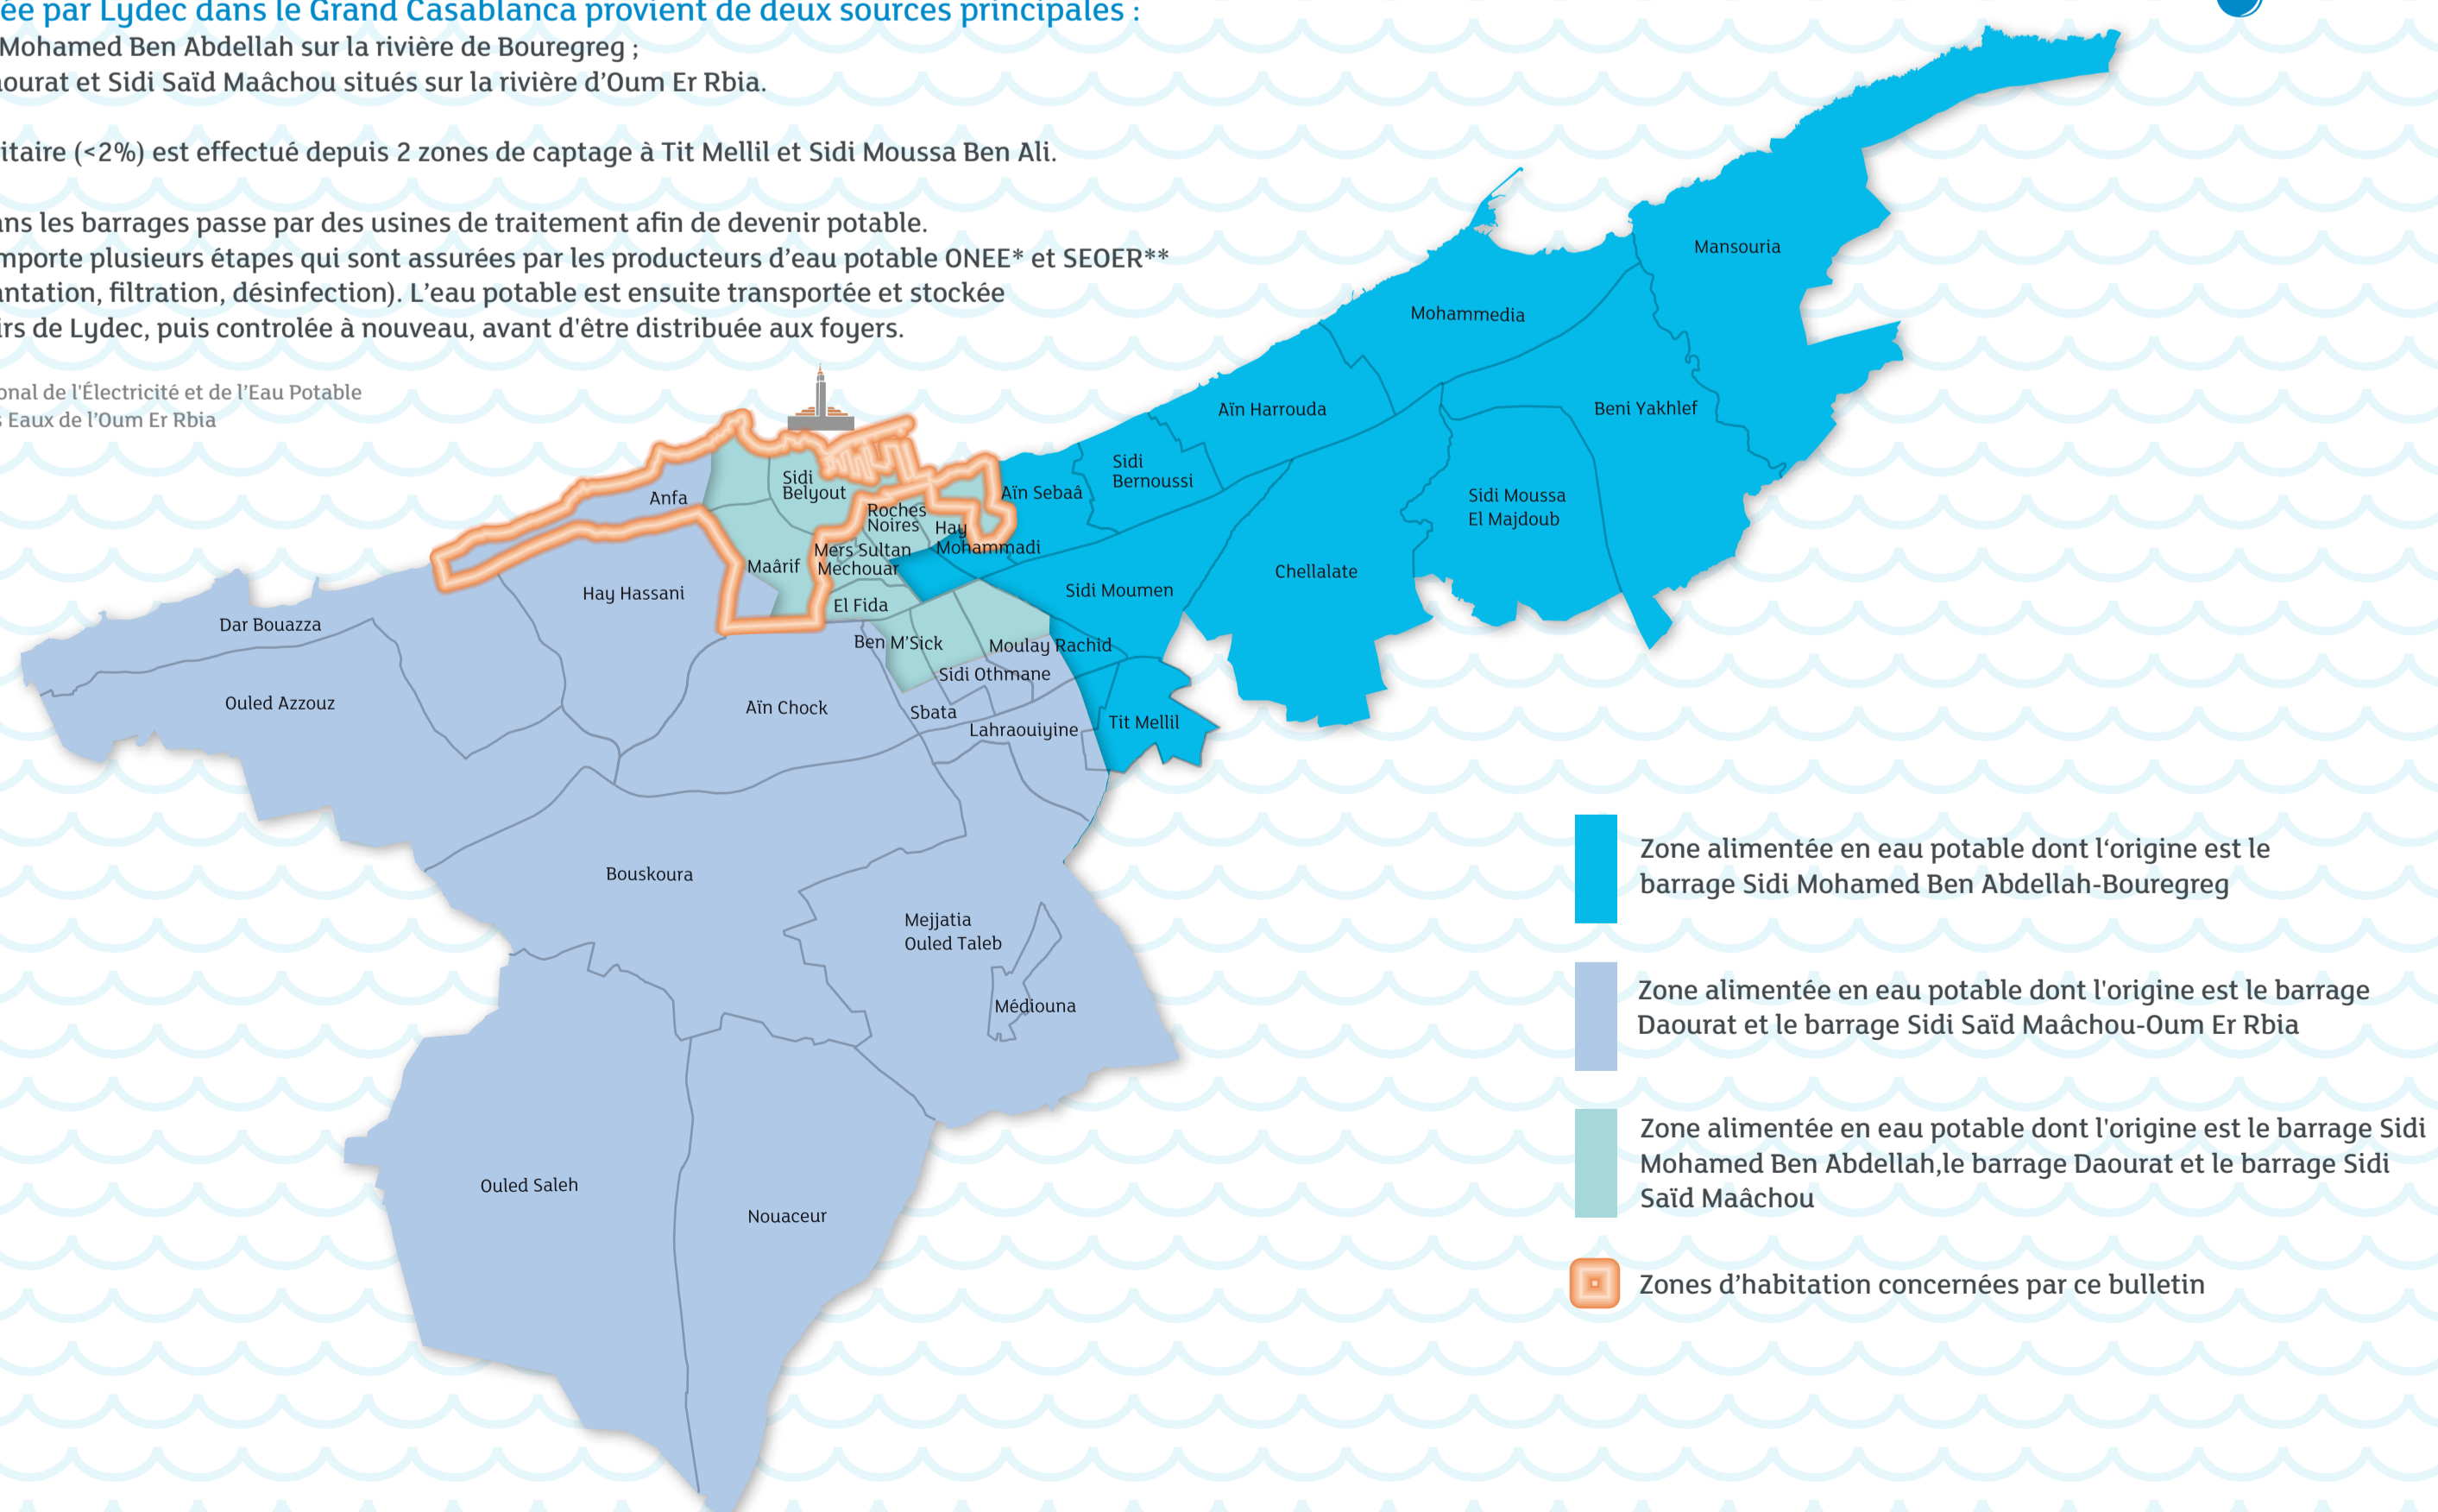 ée par Lydec dans le Grand Casablanca provient de deux sources principales :
Mohamed Ben Abdellah sur la rivière de Bouregreg ;
ourat et Sidi Saïd Maâchou situés sur la rivière d’Oum Er Rbia.
itaire (<2%) est effectué depuis 2 zones de captage à Tit Mellil et Sidi Moussa Ben Ali.
ns les barrages passe par des usines de traitement afin de devenir potable.
mporte plusieurs étapes qui sont assurées par les producteurs d’eau potable ONEE* et SEOER**
ntation, filtration, désinfection). L’eau potable est ensuite transportée et stockée
irs de Lydec, puis controlée à nouveau, avant d'être distribuée aux foyers.
onal de l'Électricité et de l’Eau Potable
s Eaux de l’Oum Er Rbia
Mansouria
Mohammedia
Aïn Harrouda
Beni Yakhlef
Sidi
Bernoussi
Sidi
Belyout
Anfa
Aïn Sebaâ
Sidi Moussa
El Majdoub
Roches
Noires
Hay
Mohammadi
Mers Sultan
Mechouar
Maârif
Chellalate
Sidi Moumen
Hay Hassani
El Fida
Dar Bouazza
Ben M’Sick
Moulay Rachid
Sidi Othmane
Ouled Azzouz
Aïn Chock
Sbata
Tit Mellil
Lahraouiyine
Bouskoura
Mejjatia
Ouled Taleb
Médiouna
Ouled Saleh
Nouaceur
Zone alimentée en eau potable dont l‘origine est le
barrage Sidi Mohamed Ben Abdellah-Bouregreg
Zone alimentée en eau potable dont l'origine est le barrage
Daourat et le barrage Sidi Saïd Maâchou-Oum Er Rbia
Zone alimentée en eau potable dont l'origine est le barrage Sidi
Mohamed Ben Abdellah,le barrage Daourat et le barrage Sidi
Saïd Maâchou
Zones d’habitation concernées par ce bulletin